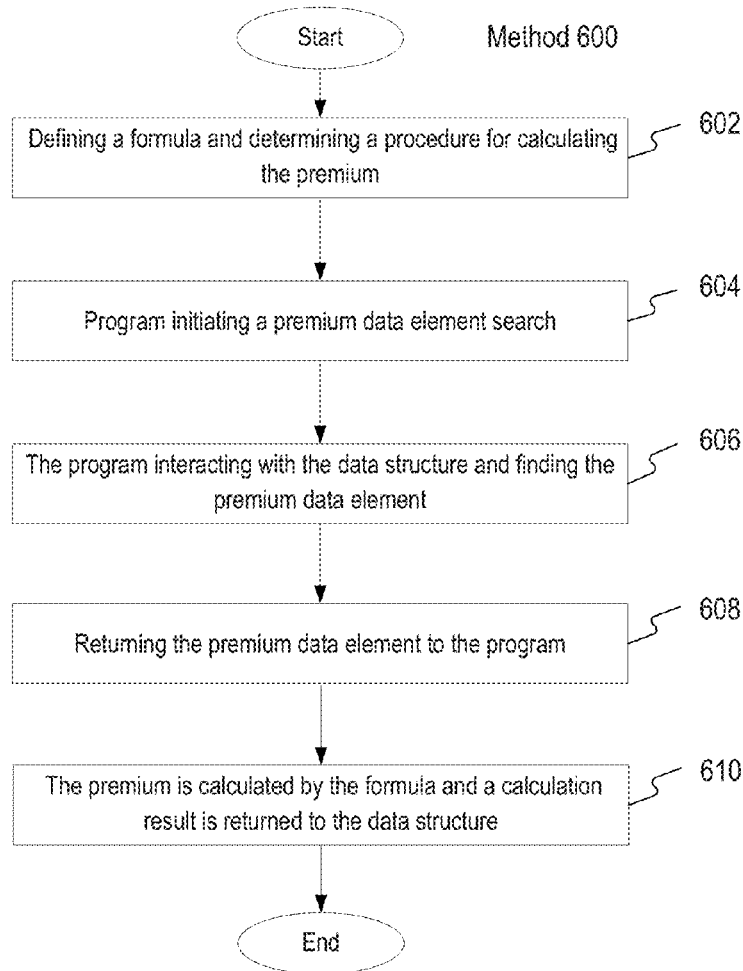 Start
Method 600
Defining a formula and determining a procedure for calculating
the premium
602
Program initiating a premium data element search
604
The program interacting with the data structure and finding the
premium data element
606
Returning the premium data element to the program
608
The premium is calculated by the formula and a calculation
result is returned to the data structure
610
End